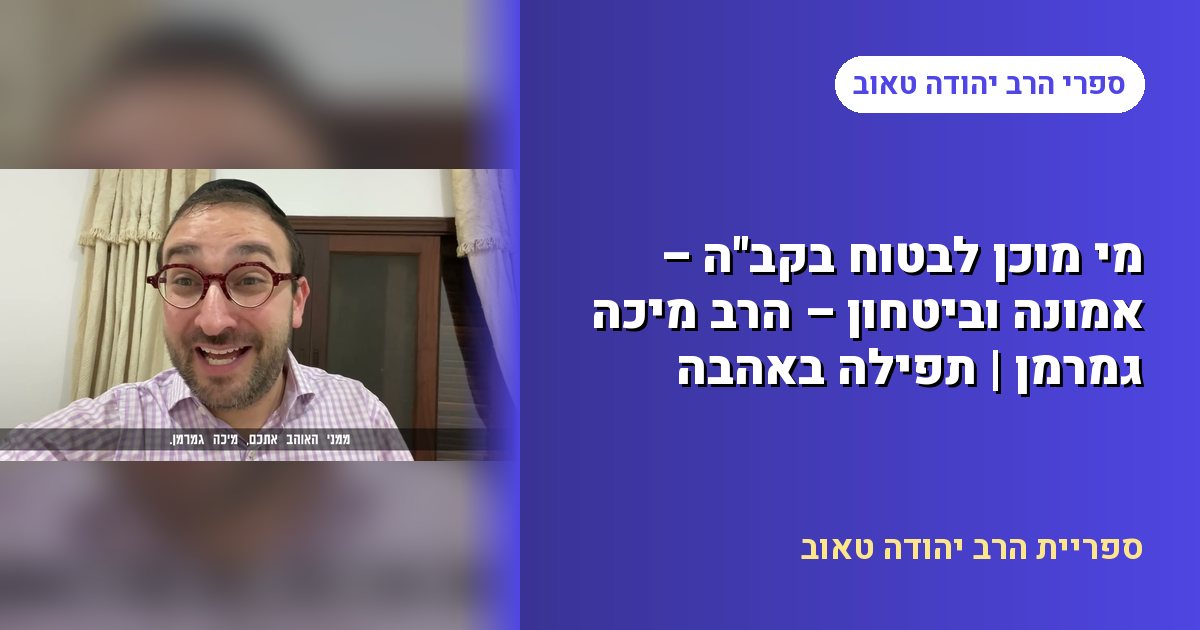 ספרי הרב יהודה טאוב
מי מוכן לבטוח בקב"ה –
אמונה וביטחון – הרב מיכה
גמרמן | תפילה באהבה
ממני האוהב אתכם, מיכה גמרמן.
ספריית הרב יהודה טאוב